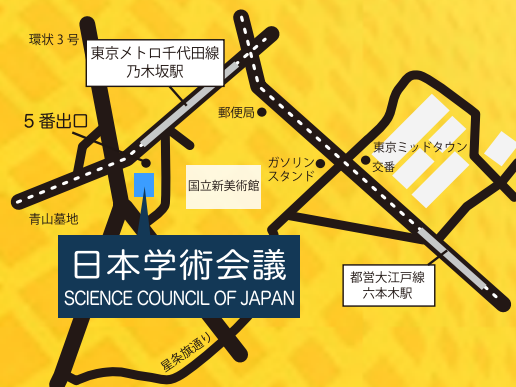 環状３号
東京メトロ千代田線
乃木坂駅
５番出口
郵便局
ガソリン
スタンド
東京ミッドタウン
交番
国立新美術館
青山墓地
日本学術会議
SCIENCE COUNCIL OF JAPAN
都営大江戸線
六本木駅
星条旗通り